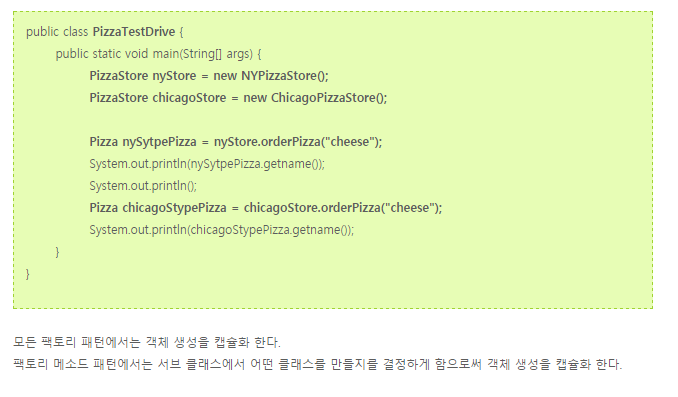 public class PizzaTestDrive {
public static void main(String[] args) {
PizzaStore nyStore = new NYPizzaStore();
PizzaStore chicagoStore = new ChicagoPizzaStore();
Pizza nySytpePizza = nyStore.orderPizza("cheese");
System.out.println(nySytpePizza.getname());
System.out.println();
Pizza chicagoStypePizza = chicagoStore.orderPizza("cheese");
System.out.println(chicagoStypePizza.getname());
}
}
모든 팩토리 패턴에서는 객체 생성을 캡슐화 한다.
팩토리 메소드 패턴에서는 서브 클래스에서 어떤 클래스를 만들지를 결정하게 함으로써 객체 생성을 캡슐화 한다.